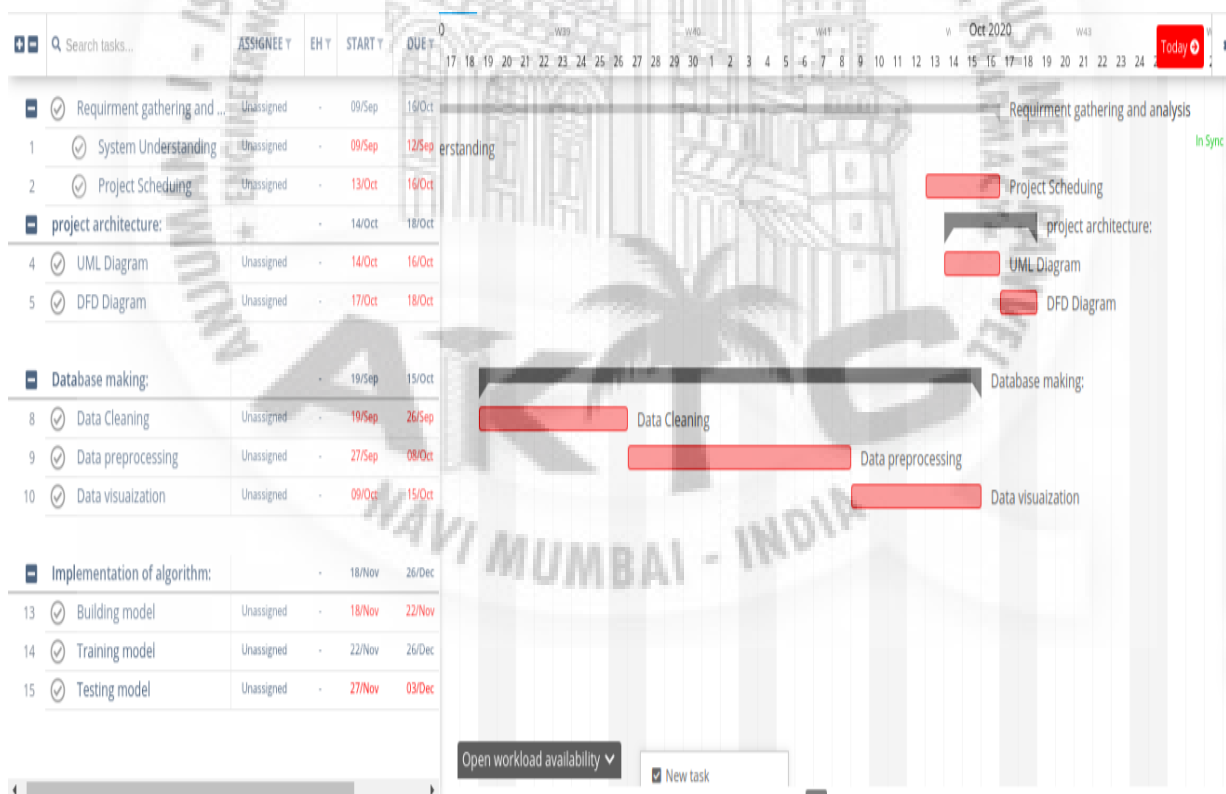 0 W39 W40 W41 W Oct 2020 W43
Search tasks... ASSIGNEE EH START DUE Today
17 18 19 20 21 22 23 24 25 26 27 28 29 30 1 2 3 4 5 6 7 8 9 10 11 12 13 14 15 16 17 18 19 20 21 22 23 24 2
Requirment gathering and ... Unassigned - 09/Sep 16/Oct Requirment gathering and analysis
In Sync
1 System Understanding Unassigned - 09/Sep 12/Sep erstanding
2 Project Scheduing Unassigned - 13/Oct 16/Oct Project Scheduing
project architecture: - 14/Oct 18/Oct project architecture:
4 UML Diagram Unassigned - 14/Oct 16/Oct UML Diagram
5 DFD Diagram Unassigned - 17/Oct 18/Oct DFD Diagram
Database making: - 19/Sep 15/Oct Database making:
8 Data Cleaning Unassigned - 19/Sep 26/Sep Data Cleaning
9 Data preprocessing Unassigned - 27/Sep 08/Oct Data preprocessing
10 Data visuaization Unassigned - 09/Oct 15/Oct Data visuaization
Implementation of algorithm: - 18/Nov 26/Dec
13 Building model Unassigned - 18/Nov 22/Nov
14 Training model Unassigned - 22/Nov 26/Dec
15 Testing model Unassigned - 27/Nov 03/Dec
Open workload availability
New task
AKTC
NAVI MUMBAI - INDIA